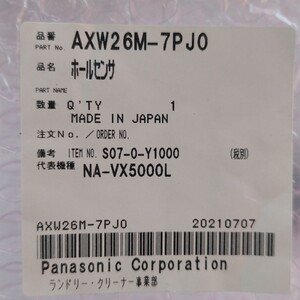 品番 PART No. AXW26M-7PJ0
品名 ホールセンサ
PART NAME
数量 Q'TY 1
MADE IN JAPAN
注文No./ORDER NO.
備考 ITEM NO. S07-0-Y1000 (税別)
代表機種 NA-VX5000L
AXW26M-7PJ0 20210707
Panasonic Corporation
ランドリー・クリーナー事業部